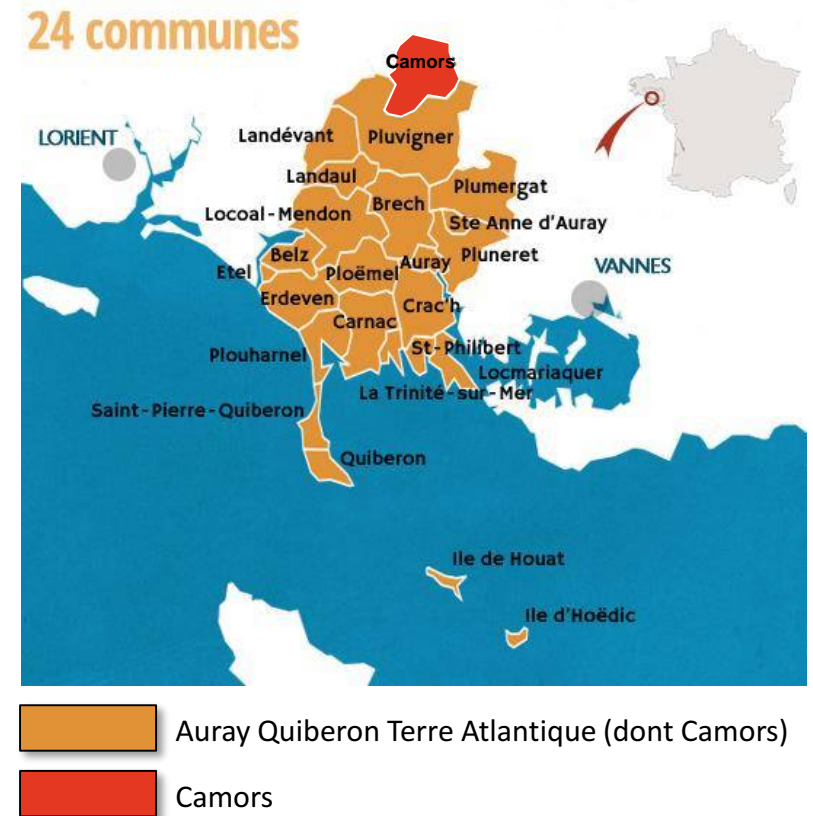 24 communes
Camors
LORIENT
Landévant
Pluvigner
Landaul
Plumergat
Brech
Locoal-Mendon
Ste Anne d'Auray
Belz
Auray
Pluneret
Etel
Ploëmel
VANNES
Erdeven
Crac'h
Carnac
St-Philibert
Plouharnel
Locmariaquer
La Trinité-sur-Mer
Saint-Pierre-Quiberon
Quiberon
Ile de Houat
Ile d'Hoëdic
Auray Quiberon Terre Atlantique (dont Camors)
Camors